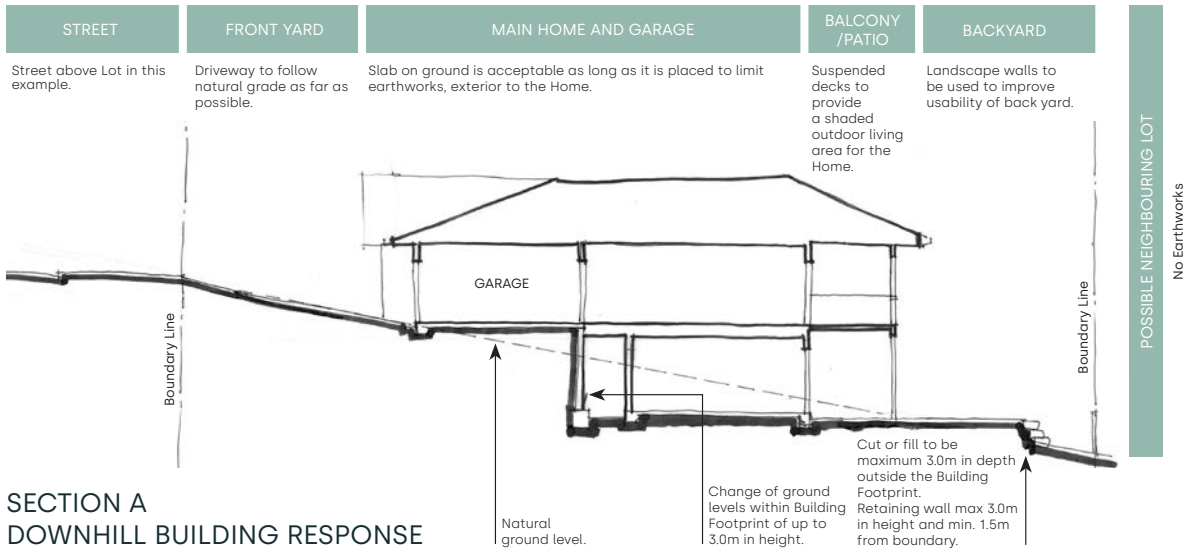 STREET
FRONT YARD
MAIN HOME AND GARAGE
BALCONY
/PATIO
BACKYARD
Street above Lot in this
example.
Driveway to follow
natural grade as far as
possible.
Slab on ground is acceptable as long as it is placed to limit
earthworks, exterior to the Home.
Suspended
decks to
provide
a shaded
outdoor living
area for the
Home.
Landscape walls to
be used to improve
usability of back yard.
POSSIBLE NEIGHBOURING LOT
No Earthworks
GARAGE
Boundary Line
Boundary Line
SECTION A
DOWNHILL BUILDING RESPONSE
Natural
ground level.
Change of ground
levels within Building
Footprint of up to
3.0m in height.
Cut or fill to be
maximum 3.0m in depth
outside the Building
Footprint.
Retaining wall max 3.0m
in height and min. 1.5m
from boundary.